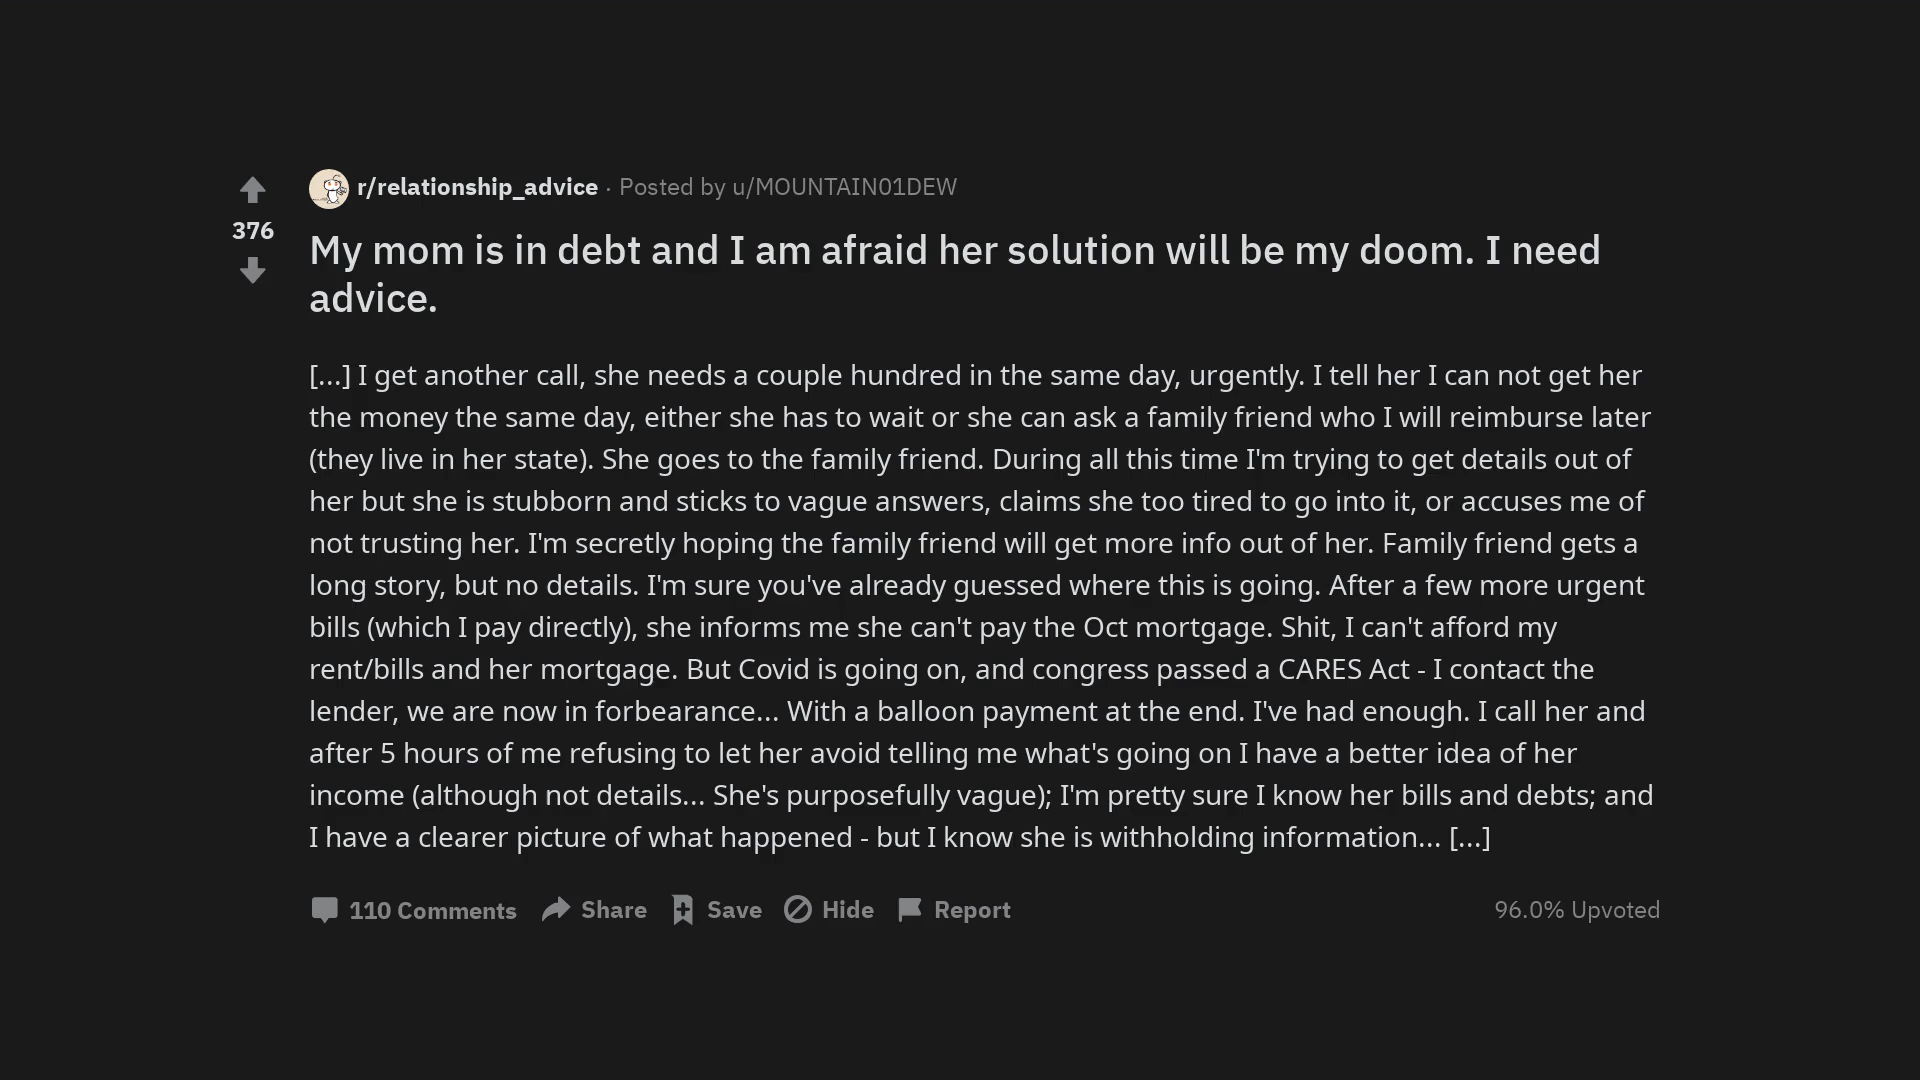 r/relationship_advice · Posted by u/MOUNTAIN01DEW
376
My mom is in debt and I am afraid her solution will be my doom. I need
advice.
[...] I get another call, she needs a couple hundred in the same day, urgently. I tell her I can not get her
the money the same day, either she has to wait or she can ask a family friend who I will reimburse later
(they live in her state). She goes to the family friend. During all this time I'm trying to get details out of
her but she is stubborn and sticks to vague answers, claims she too tired to go into it, or accuses me of
not trusting her. I'm secretly hoping the family friend will get more info out of her. Family friend gets a
long story, but no details. I'm sure you've already guessed where this is going. After a few more urgent
bills (which I pay directly), she informs me she can't pay the Oct mortgage. Shit, I can't afford my
rent/bills and her mortgage. But Covid is going on, and congress passed a CARES Act - I contact the
lender, we are now in forbearance... With a balloon payment at the end. I've had enough. I call her and
after 5 hours of me refusing to let her avoid telling me what's going on I have a better idea of her
income (although not details... She's purposefully vague); I'm pretty sure I know her bills and debts; and
I have a clearer picture of what happened - but I know she is withholding information... [...]
110 Comments Share Save Hide Report 96.0% Upvoted